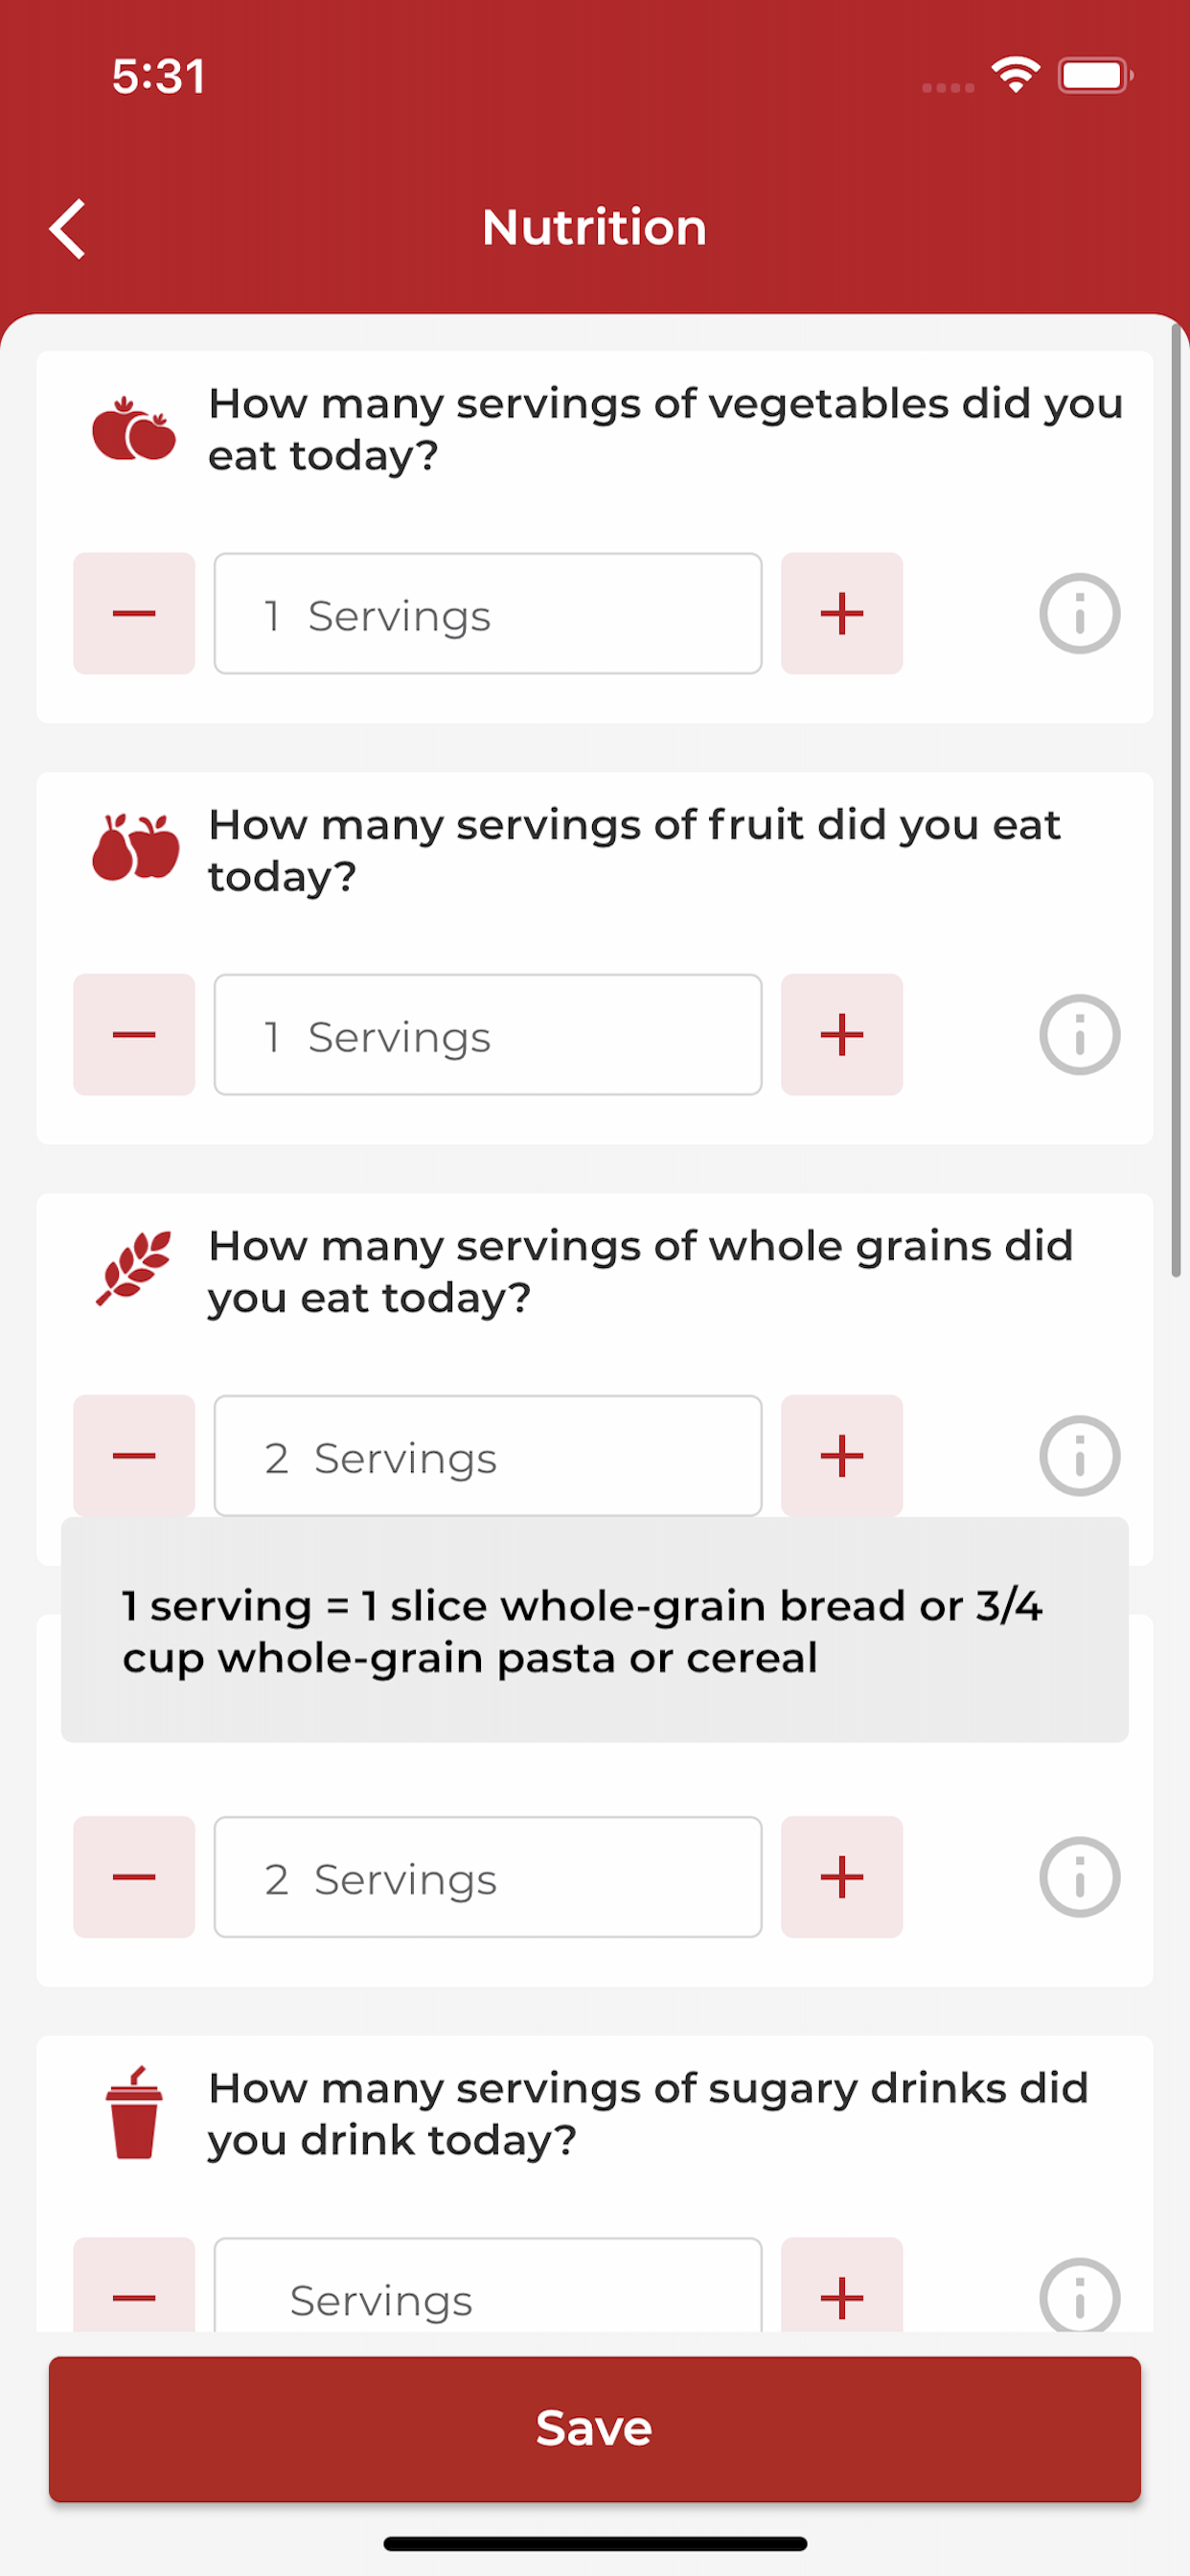 5:31
Nutrition
How many servings of vegetables did you
eat today?
1 Servings
How many servings of fruit did you eat
today?
1 Servings
How many servings of whole grains did
you eat today?
2 Servings
1 serving = 1 slice whole-grain bread or 3/4
cup whole-grain pasta or cereal
2 Servings
How many servings of sugary drinks did
you drink today?
Servings
Save